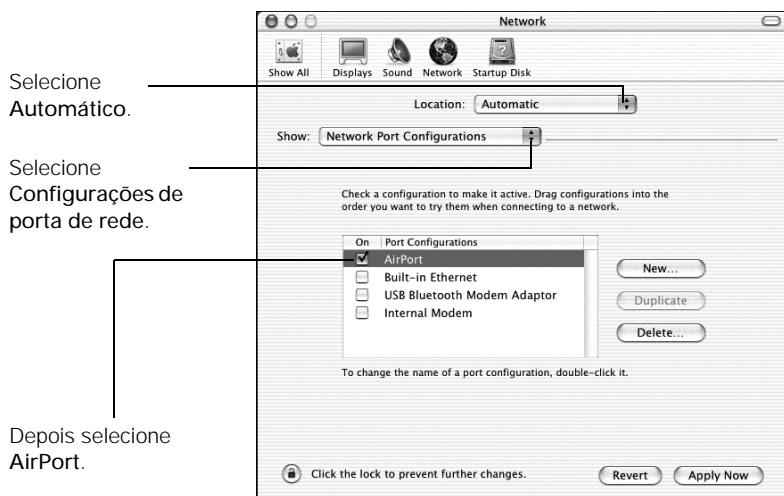 Network
Show All
Displays
Sound
Network
Startup Disk
Selecione
Automático.
Location: Automatic
Show: Network Port Configurations
Selecione
Configurações de
porta de rede.
Check a configuration to make it active. Drag configurations into the
order you want to try them when connecting to a network.
On Port Configurations
AirPort
Built-in Ethernet
USB Bluetooth Modem Adaptor
Internal Modem
New...
Duplicate
Delete...
To change the name of a port configuration, double-click it.
Depois selecione
AirPort.
Click the lock to prevent further changes.
Revert
Apply Now